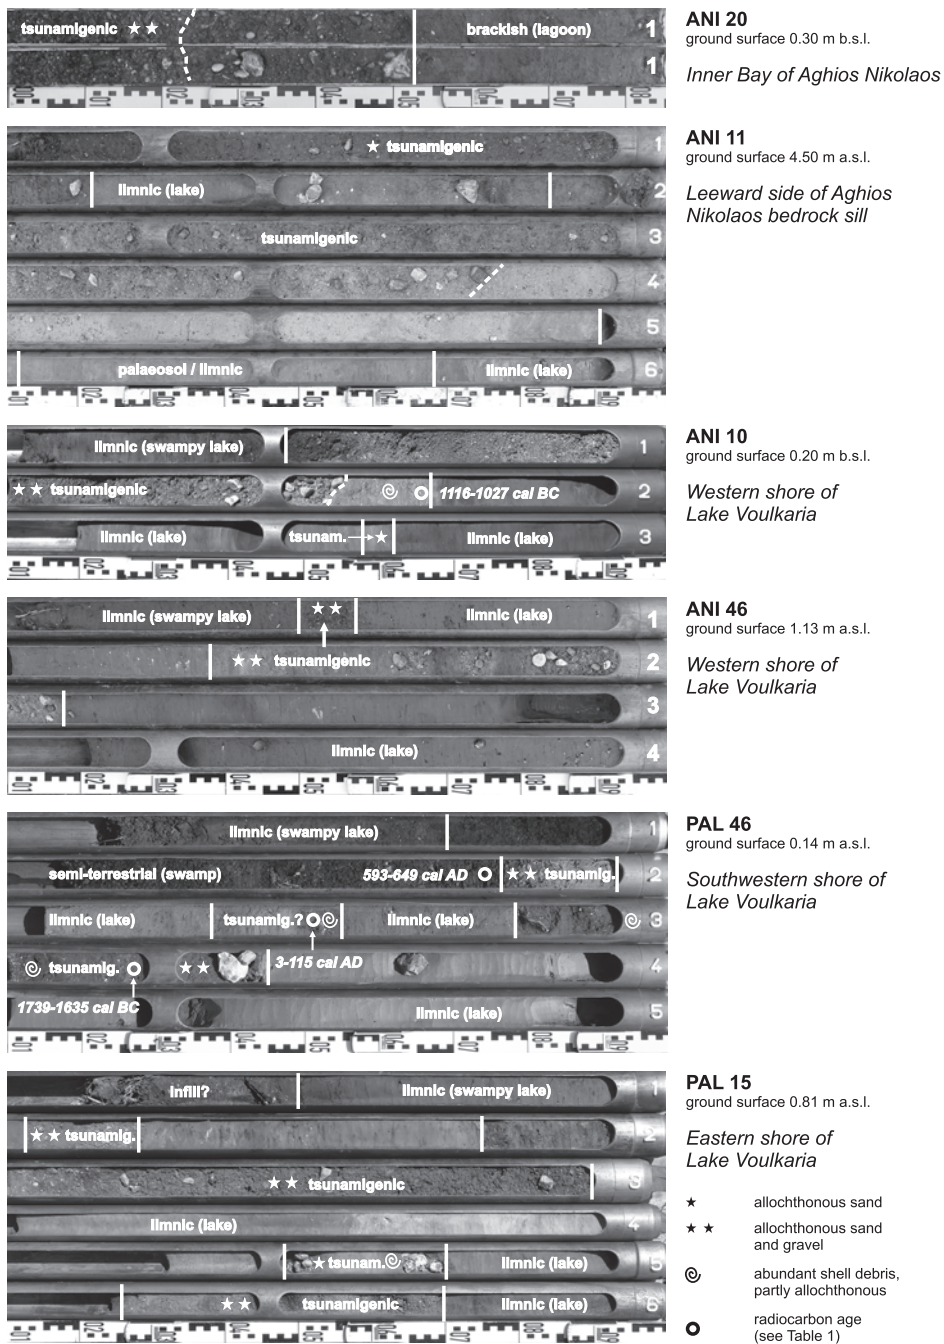 tsunamigenic ★★
brackish (lagoon)
1
1
ANI 20
ground surface 0.30 m b.s.l.
Inner Bay of Aghios Nikolaos
★ tsunamigenic
1
limnic (lake)
2
tsunamigenic
3
4
5
palaeosol / limnic
limnic (lake)
6
ANI 11
ground surface 4.50 m a.s.l.
Leeward side of Aghios
Nikolaos bedrock sill
limnic (swampy lake)
1
★★ tsunamigenic
1116-1027 cal BC
2
limnic (lake)
tsunam.
★
limnic (lake)
3
ANI 10
ground surface 0.20 m b.s.l.
Western shore of
Lake Voulkaria
limnic (swampy lake)
★★
limnic (lake)
1
★★ tsunamigenic
2
3
limnic (lake)
4
ANI 46
ground surface 1.13 m a.s.l.
Western shore of
Lake Voulkaria
limnic (swampy lake)
1
semi-terrestrial (swamp)
593-649 cal AD
★★ tsunamig.
2
limnic (lake)
tsunamig.?
limnic (lake)
3
tsunamig.
★★
3-115 cal AD
4
1739-1635 cal BC
limnic (lake)
5
PAL 46
ground surface 0.14 m a.s.l.
Southwestern shore of
Lake Voulkaria
infill?
limnic (swampy lake)
1
★★ tsunamig.
2
★★ tsunamigenic
3
limnic (lake)
4
★ tsunam.
limnic (lake)
5
★★
tsunamigenic
limnic (lake)
6
PAL 15
ground surface 0.81 m a.s.l.
Eastern shore of
Lake Voulkaria
★ allochthonous sand
★★ allochthonous sand
and gravel
abundant shell debris,
partly allochthonous
radiocarbon age
(see Table 1)